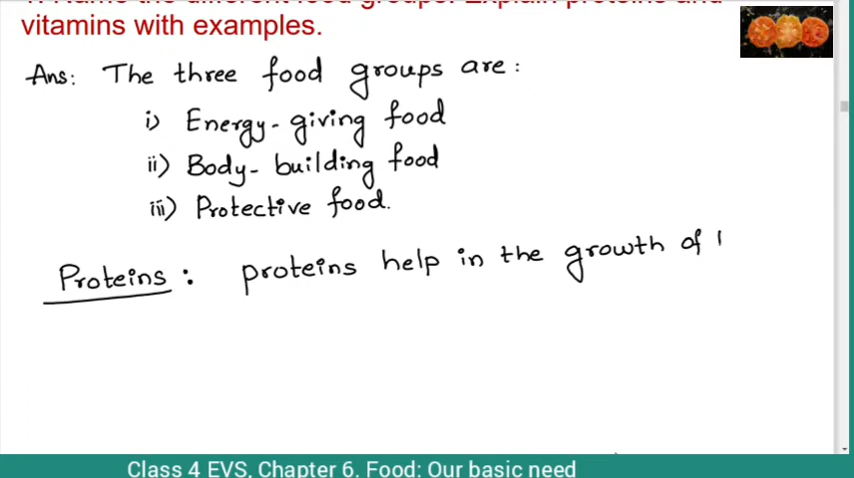 vitamins with examples.
Ans: The three food groups are:
i) Energy-giving food
ii) Body-building food
iii) Protective food.
Proteins: proteins help in the growth of
Class 4 EVS, Chapter 6. Food: Our basic need